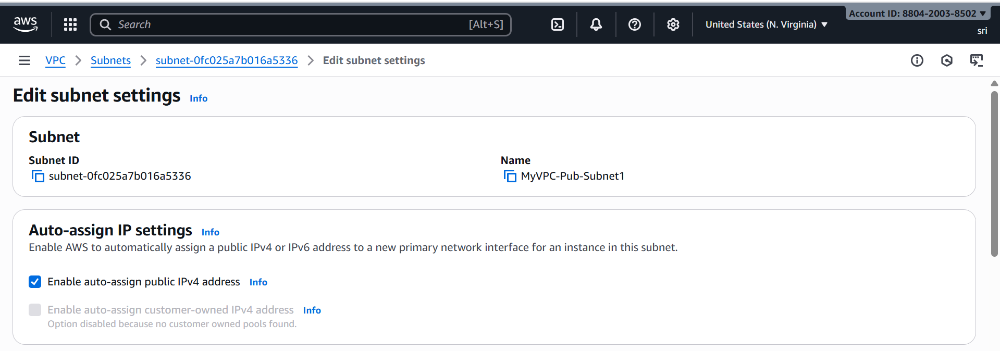 aws
Search [Alt+S]
United States (N. Virginia)
Account ID: 8804-2003-8502
sri
VPC > Subnets > subnet-0fc025a7b016a5336 > Edit subnet settings
Edit subnet settings Info
Subnet
Subnet ID
subnet-0fc025a7b016a5336
Name
MyVPC-Pub-Subnet1
Auto-assign IP settings Info
Enable AWS to automatically assign a public IPv4 or IPv6 address to a new primary network interface for an instance in this subnet.
Enable auto-assign public IPv4 address Info
Enable auto-assign customer-owned IPv4 address Info
Option disabled because no customer owned pools found.